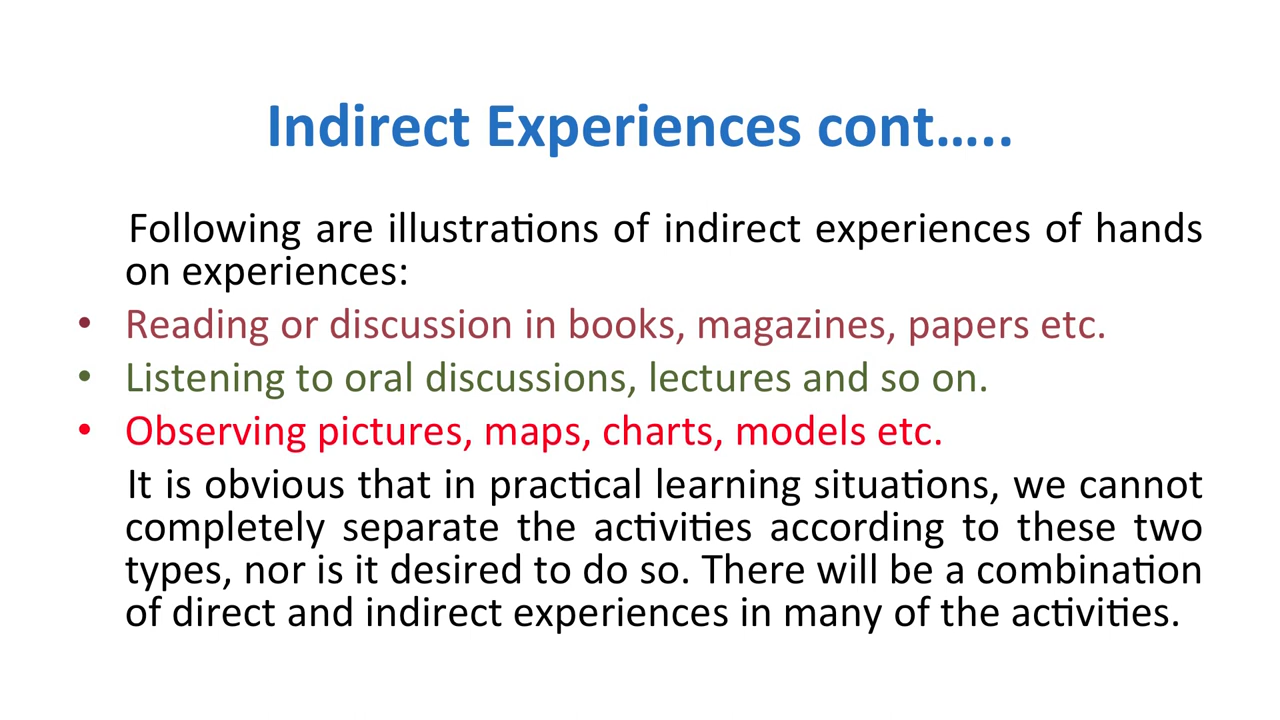 Indirect Experiences cont…..
Following are illustrations of indirect experiences of hands
on experiences:
• Reading or discussion in books, magazines, papers etc.
• Listening to oral discussions, lectures and so on.
• Observing pictures, maps, charts, models etc.
It is obvious that in practical learning situations, we cannot
completely separate the activities according to these two
types, nor is it desired to do so. There will be a combination
of direct and indirect experiences in many of the activities.